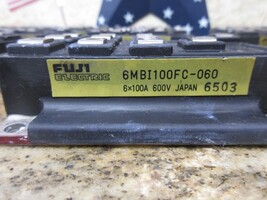 FUJI 6MBI100FC-060
ELECTRIC 6×100A 600V JAPAN 6503